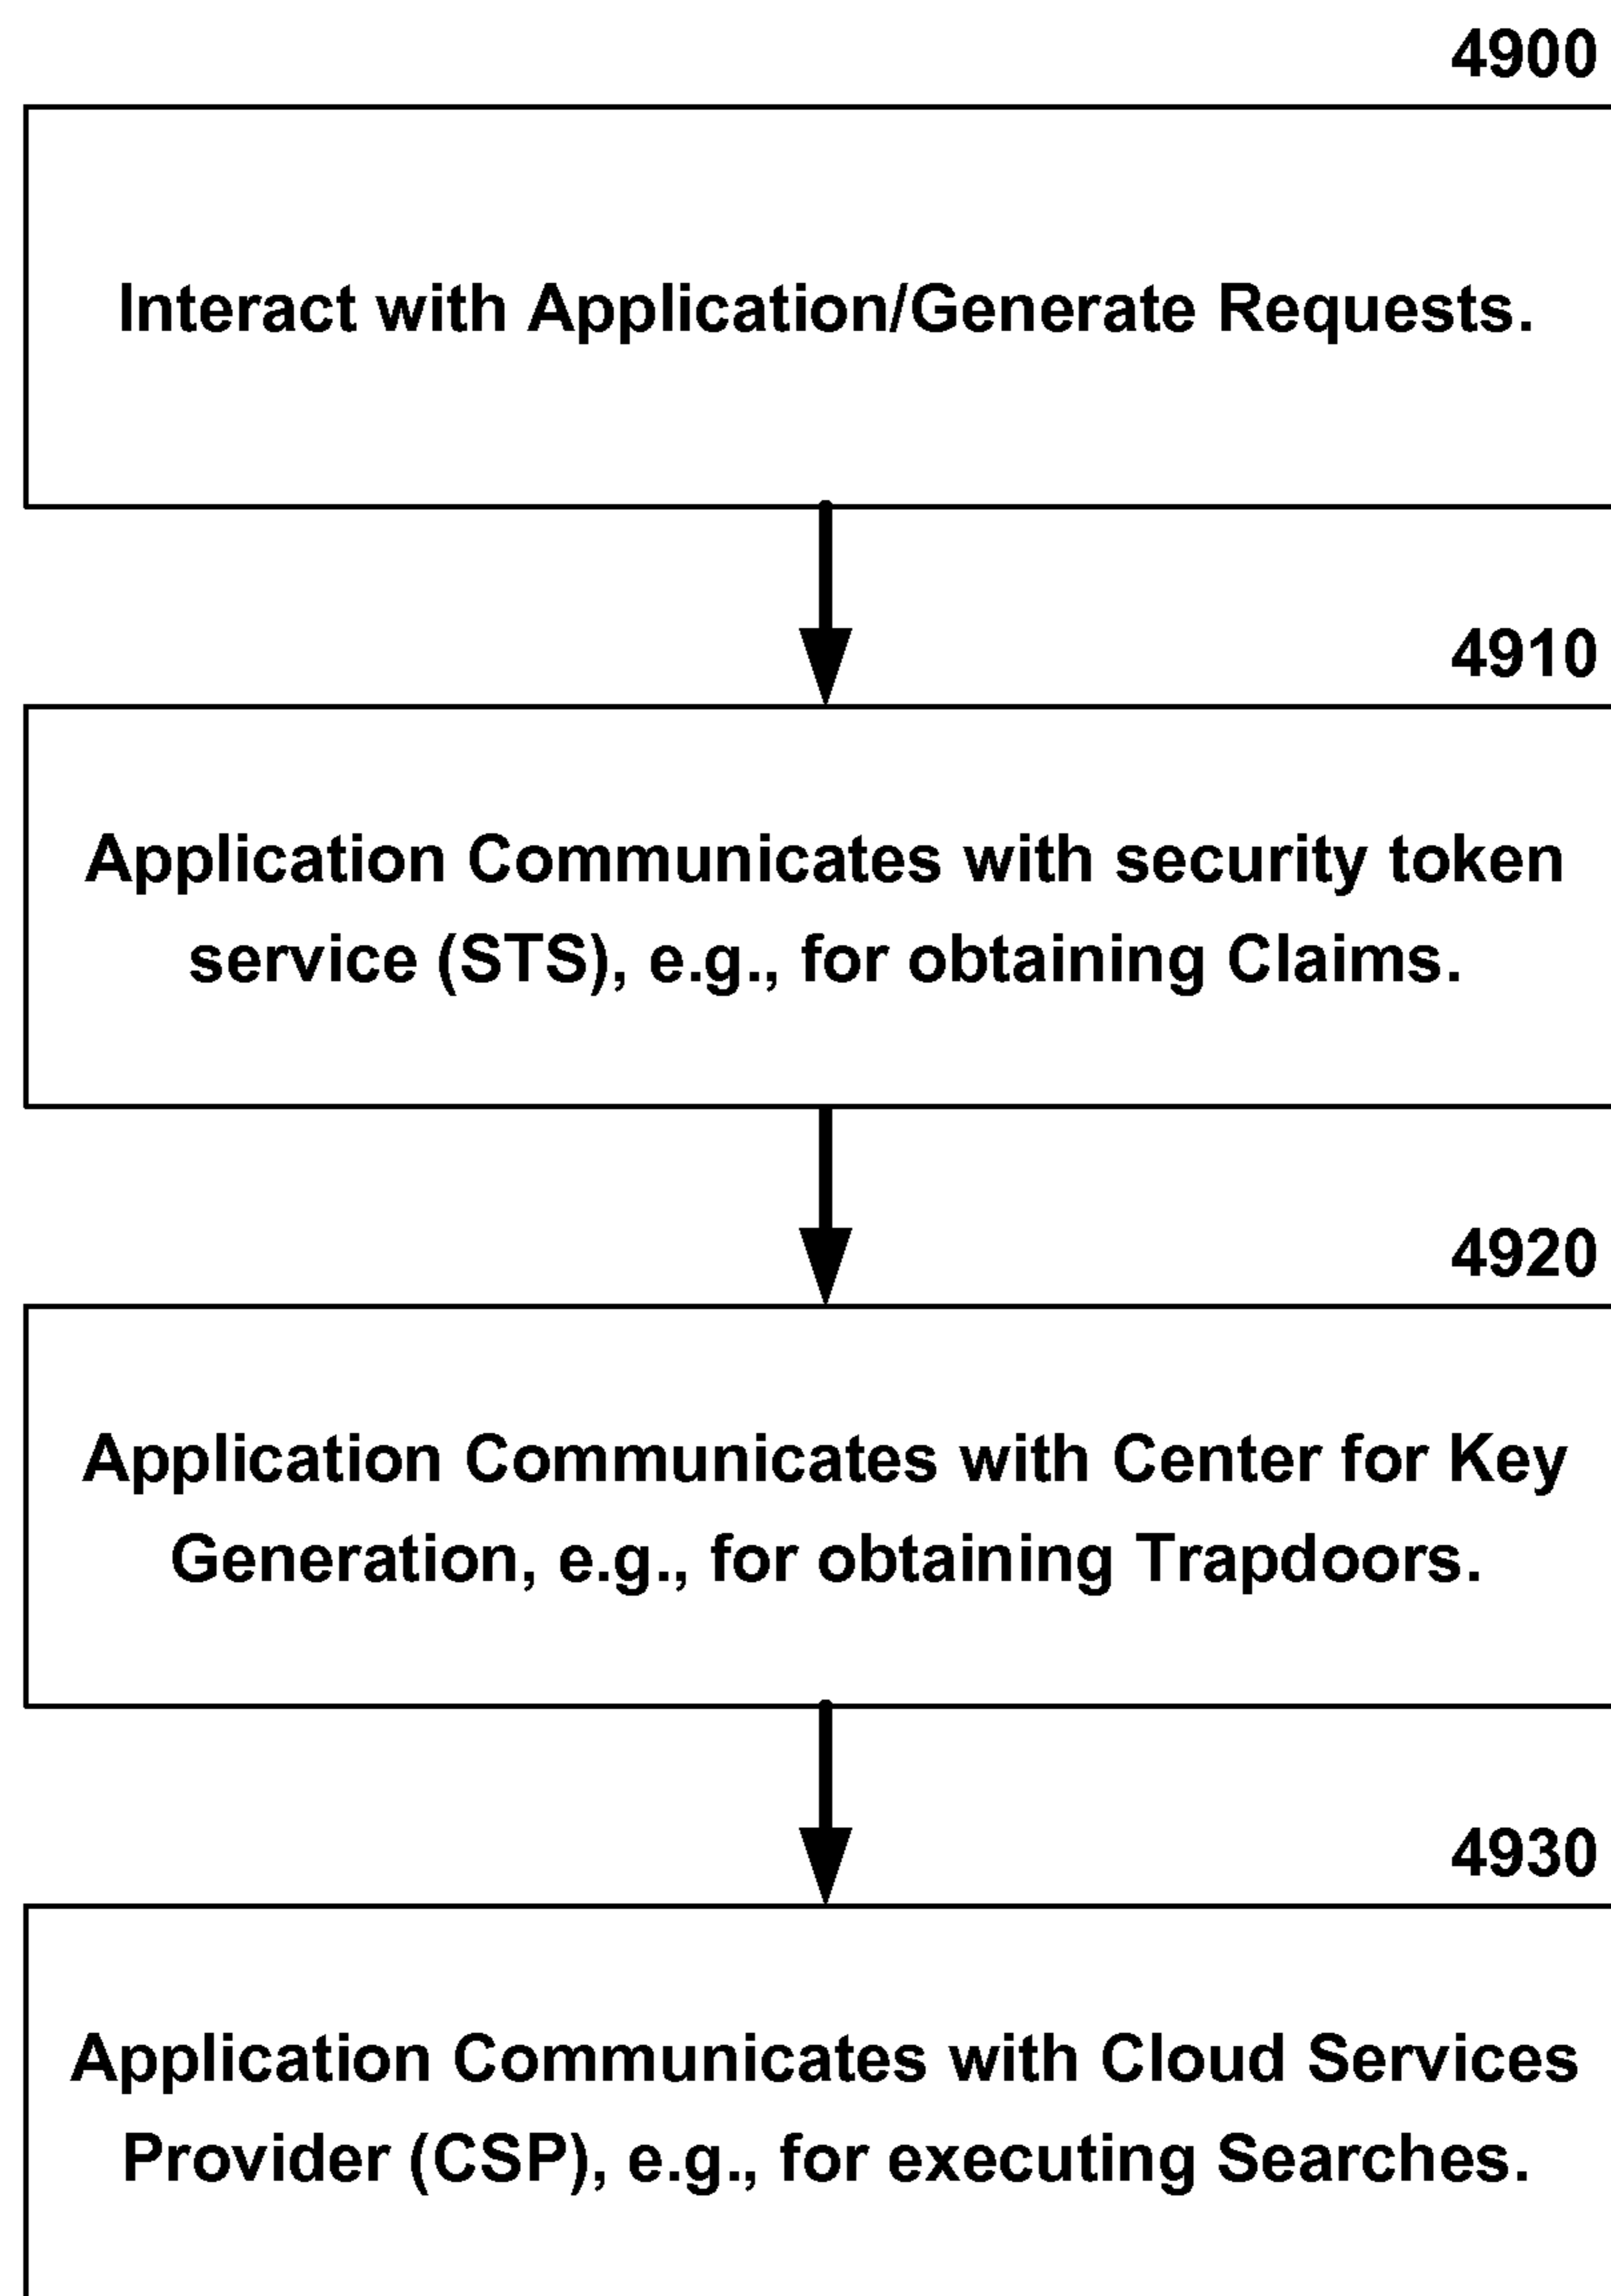 4900
Interact with Application/Generate Requests.
4910
Application Communicates with security token
service (STS), e.g., for obtaining Claims.
4920
Application Communicates with Center for Key
Generation, e.g., for obtaining Trapdoors.
4930
Application Communicates with Cloud Services
Provider (CSP), e.g., for executing Searches.